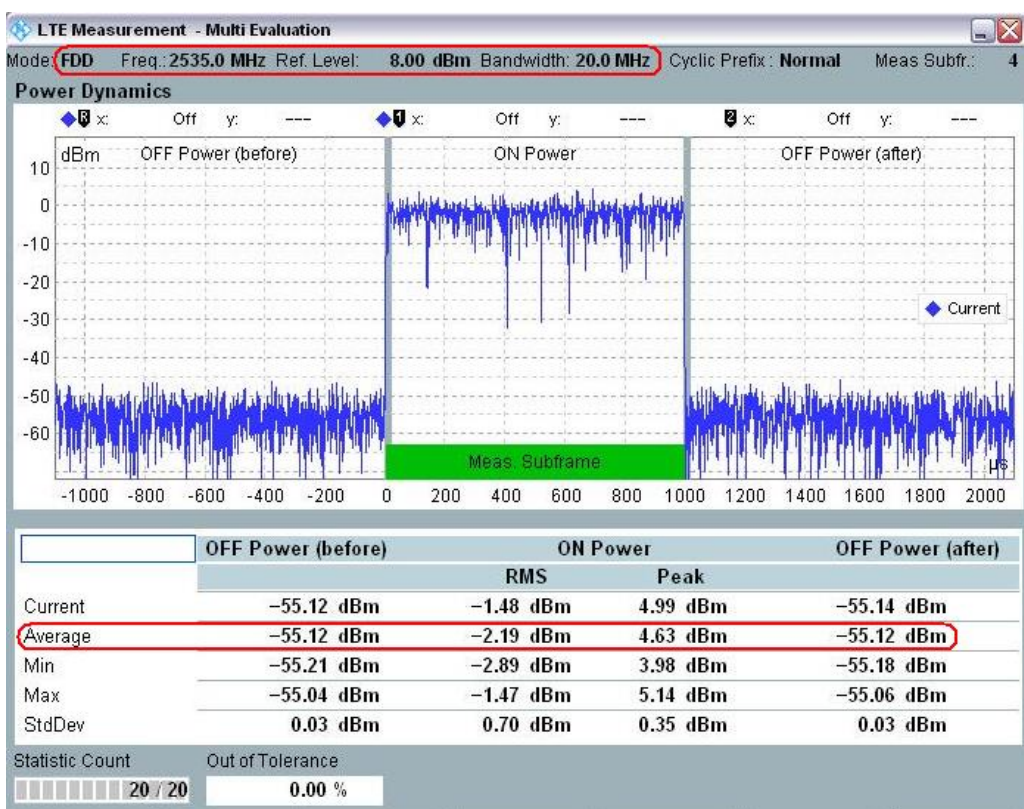 LTE Measurement - Multi Evaluation
Mode: FDD Freq.: 2535.0 MHz Ref. Level: 8.00 dBm Bandwidth: 20.0 MHz Cyclic Prefix : Normal Meas Subfr.: 4
Power Dynamics
R x: Off y: --- 1 x: Off y: --- 2 x: Off y: ---
dBm OFF Power (before) ON Power OFF Power (after)
10
0
-10
-20
-30
Current
-40
-50
-60
Meas. Subframe
µs
-1000 -800 -600 -400 -200 0 200 400 600 800 1000 1200 1400 1600 1800 2000
OFF Power (before) ON Power OFF Power (after)
RMS Peak
Current −55.12 dBm −1.48 dBm 4.99 dBm −55.14 dBm
Average −55.12 dBm −2.19 dBm 4.63 dBm −55.12 dBm
Min −55.21 dBm −2.89 dBm 3.98 dBm −55.18 dBm
Max −55.04 dBm −1.47 dBm 5.14 dBm −55.06 dBm
StdDev 0.03 dBm 0.70 dBm 0.35 dBm 0.03 dBm
Statistic Count Out of Tolerance
20 / 20 0.00 %